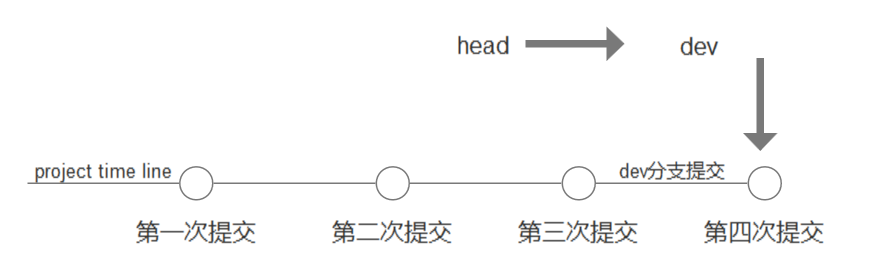 head dev
project time line dev分支提交
第一次提交 第二次提交 第三次提交 第四次提交